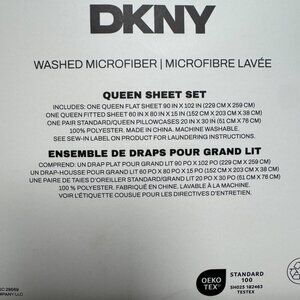 DKNY
WASHED MICROFIBER | MICROFIBRE LAVÉE
QUEEN SHEET SET
INCLUDES: ONE QUEEN FLAT SHEET 90 IN X 102 IN (229 CM X 259 CM)
ONE QUEEN FITTED SHEET 60 IN X 80 IN X 15 IN (152 CM X 203 CM X 38 CM)
ONE PAIR STANDARD/QUEEN PILLOWCASES 20 IN X 30 IN (51 CM X 76 CM)
100% POLYESTER. MADE IN CHINA. MACHINE WASHABLE.
SEE SEW-IN LABEL ON PRODUCT FOR LAUNDERING INSTRUCTIONS.
ENSEMBLE DE DRAPS POUR GRAND LIT
COMPREND: UN DRAP PLAT POUR GRAND LIT 90 PO X 102 PO (229 CM X 259 CM)
UN DRAP-HOUSSE POUR GRAND LIT 60 PO X 80 PO X 15 PO (152 CM X 203 CM X 38 CM)
UNE PAIRE DE TAIES D'OREILLER STANDARD/GRAND LIT 20 PO X 30 PO (51 CM X 76 CM)
100 % POLYESTER. FABRIQUÉ EN CHINE. LAVABLE À LA MACHINE.
VOIR L'ÉTIQUETTE COUSUE POUR LES DIRECTIVES D'ENTRETIEN.
OEKO
TEX
STANDARD
100
SH025 182463
TESTEX